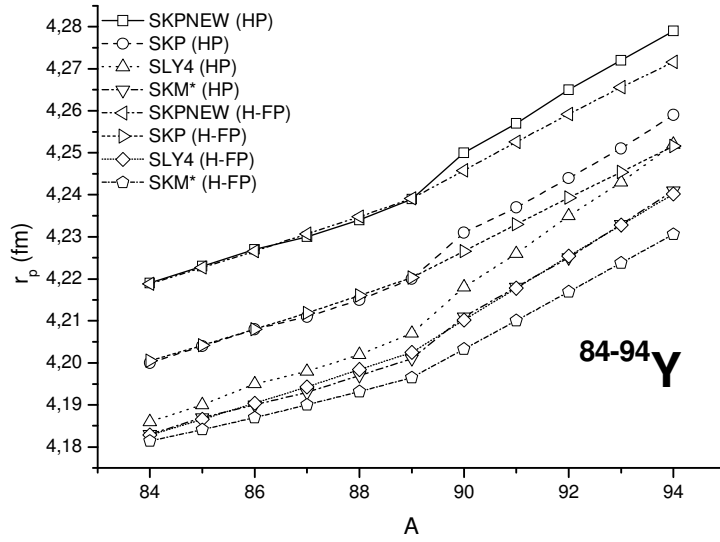 4,28
4,27
4,26
4,25
4,24
4,23
4,22
4,21
4,20
4,19
4,18
r_p (fm)
SKPNEW (HP)
SKP (HP)
SLY4 (HP)
SKM* (HP)
SKPNEW (H-FP)
SKP (H-FP)
SLY4 (H-FP)
SKM* (H-FP)
84-94Y
84 86 88 90 92 94
A